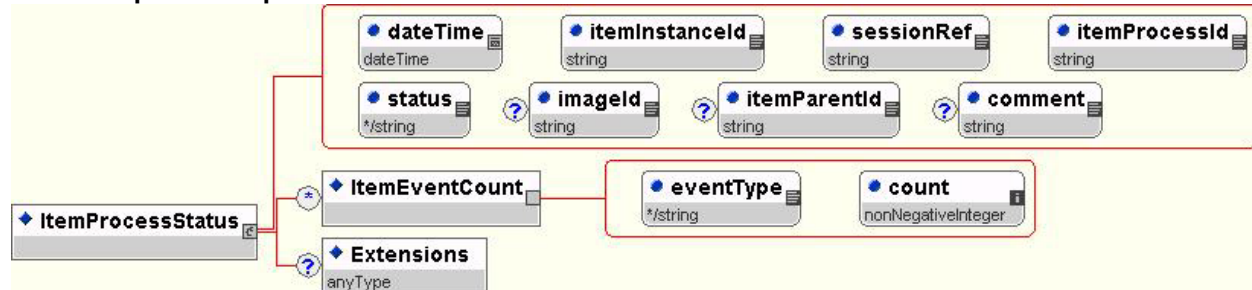 dateTime itemInstanceId sessionRef itemProcessId
dateTime string string string
status ? imageId ? itemParentId ? comment
*/string string string string
* ItemEventCount eventType count
*/string nonNegativeInteger
ItemProcessStatus
? Extensions
anyType